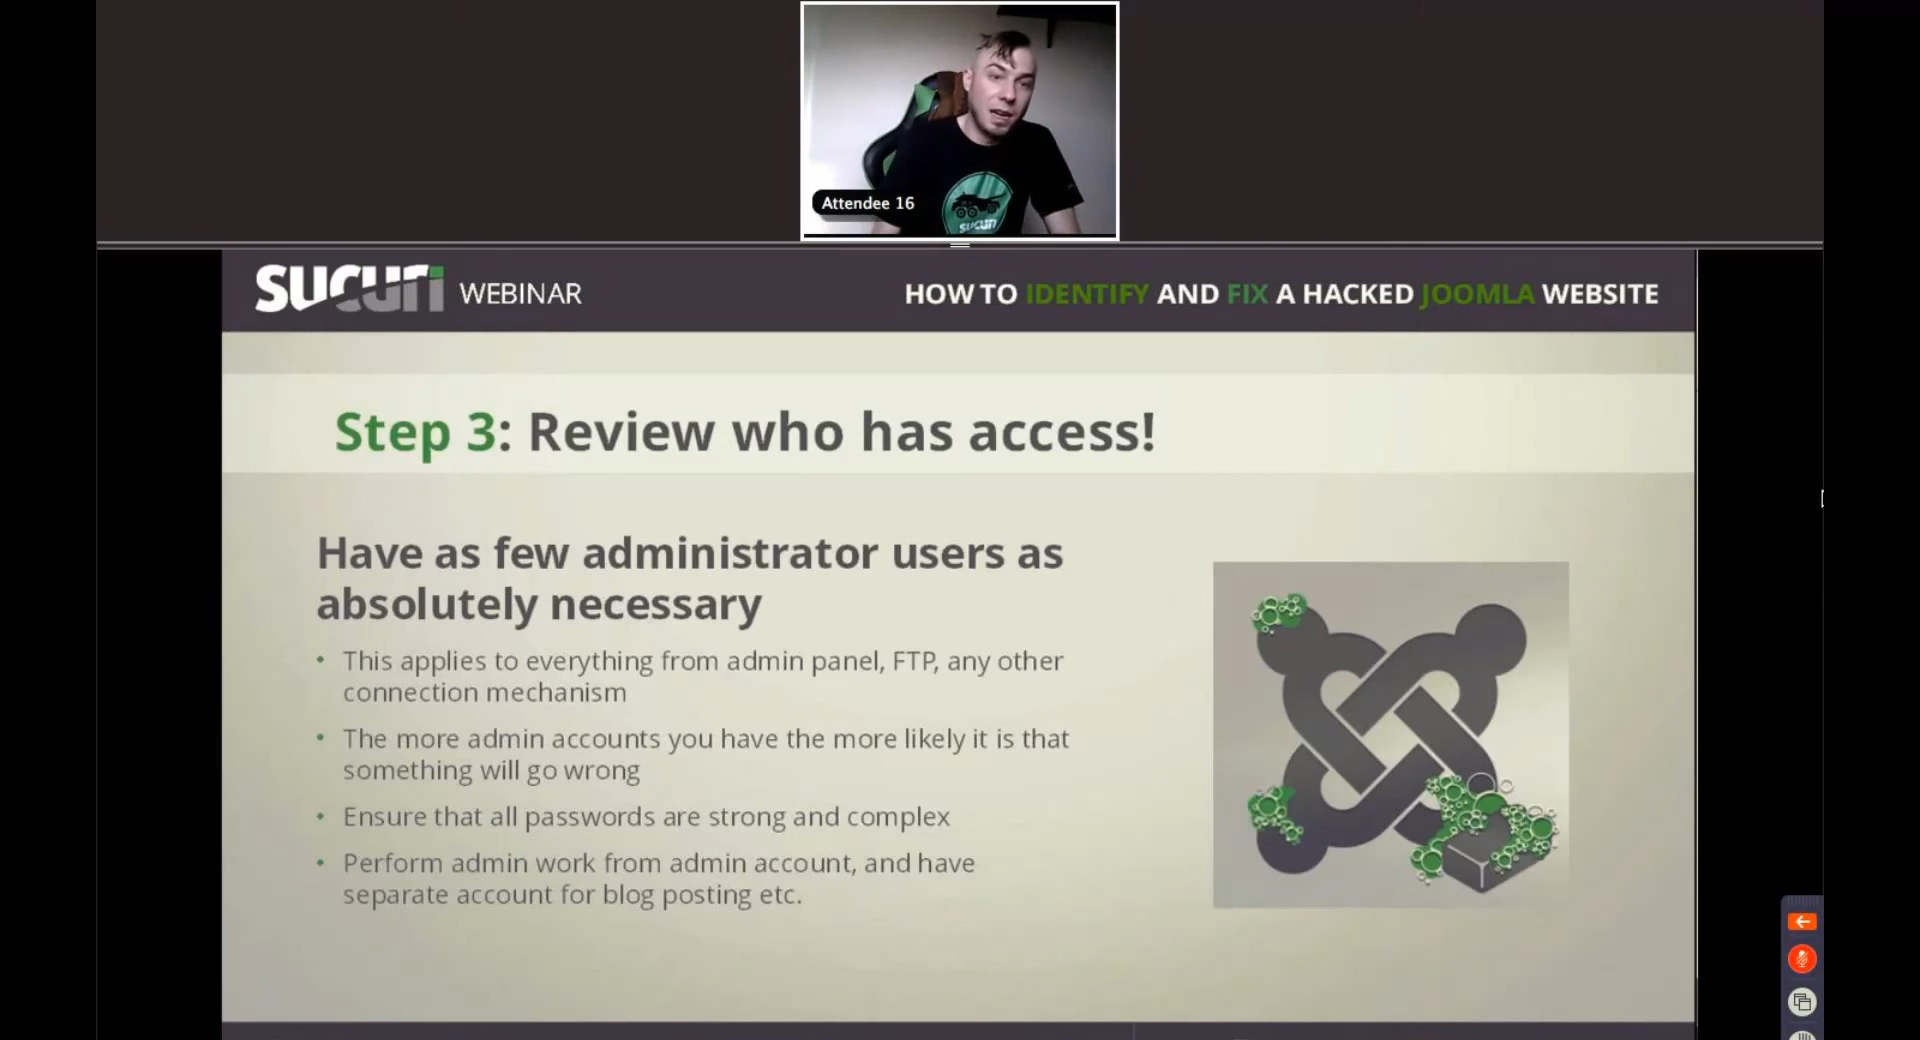 Attendee 16
sucuri
sucuri WEBINAR
HOW TO IDENTIFY AND FIX A HACKED JOOMLA WEBSITE
Step 3: Review who has access!
Have as few administrator users as
absolutely necessary
• This applies to everything from admin panel, FTP, any other
connection mechanism
• The more admin accounts you have the more likely it is that
something will go wrong
• Ensure that all passwords are strong and complex
• Perform admin work from admin account, and have
separate account for blog posting etc.